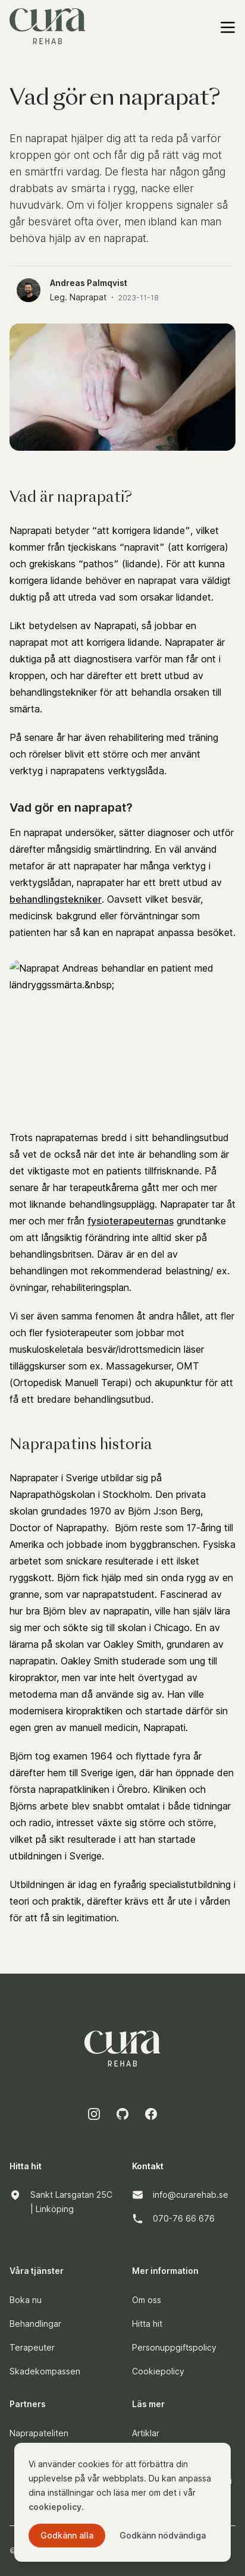 cura
REHAB
Vad gör en naprapat?
En naprapat hjälper dig att ta reda på varför
kroppen gör ont och får dig på rätt väg mot
en smärtfri vardag. De flesta har någon gång
drabbats av smärta i rygg, nacke eller
huvudvärk. Om vi följer kroppens signaler så
går besväret ofta över, men ibland kan man
behöva hjälp av en naprapat.
Andreas Palmqvist
Leg. Naprapat · 2023-11-18
Vad är naprapati?
Naprapati betyder “att korrigera lidande”, vilket
kommer från tjeckiskans “napravit” (att korrigera)
och grekiskans “pathos” (lidande). För att kunna
korrigera lidande behöver en naprapat vara väldigt
duktig på att utreda vad som orsakar lidandet.
Likt betydelsen av Naprapati, så jobbar en
naprapat mot att korrigera lidande. Naprapater är
duktiga på att diagnostisera varför man får ont i
kroppen, och har därefter ett brett utbud av
behandlingstekniker för att behandla orsaken till
smärta.
På senare år har även rehabilitering med träning
och rörelser blivit ett större och mer använt
verktyg i naprapatens verktygslåda.
Vad gör en naprapat?
En naprapat undersöker, sätter diagnoser och utför
därefter mångsidig smärtlindring. En väl använd
metafor är att naprapater har många verktyg i
verktygslådan, naprapater har ett brett utbud av
behandlingstekniker. Oavsett vilket besvär,
medicinsk bakgrund eller förväntningar som
patienten har så kan en naprapat anpassa besöket.
Naprapat Andreas behandlar en patient med
ländryggssmärta.&nbsp;
Trots naprapaternas bredd i sitt behandlingsutbud
så vet de också när det inte är behandling som är
det viktigaste mot en patients tillfrisknande. På
senare år har terapeutkårerna gått mer och mer
mot liknande behandlingsupplägg. Naprapater tar åt
mer och mer från fysioterapeuternas grundtanke
om att långsiktig förändring inte alltid sker på
behandlingsbritsen. Därav är en del av
behandlingen mot rekommenderad belastning/ ex.
övningar, rehabiliteringsplan.
Vi ser även samma fenomen åt andra hållet, att fler
och fler fysioterapeuter som jobbar mot
muskuloskeletala besvär/idrottsmedicin läser
tilläggskurser som ex. Massagekurser, OMT
(Ortopedisk Manuell Terapi) och akupunktur för att
få ett bredare behandlingsutbud.
Naprapatins historia
Naprapater i Sverige utbildar sig på
Naprapathögskolan i Stockholm. Den privata
skolan grundades 1970 av Björn J:son Berg,
Doctor of Naprapathy. Björn reste som 17-åring till
Amerika och jobbade inom byggbranschen. Fysiska
arbetet som snickare resulterade i ett ilsket
ryggskott. Björn fick hjälp med sin onda rygg av en
granne, som var naprapatstudent. Fascinerad av
hur bra Björn blev av naprapatin, ville han själv lära
sig mer och sökte sig till skolan i Chicago. En av
lärarna på skolan var Oakley Smith, grundaren av
naprapatin. Oakley Smith studerade som ung till
kiropraktor, men var inte helt övertygad av
metoderna man då använde sig av. Han ville
modernisera kiropraktiken och startade därför sin
egen gren av manuell medicin, Naprapati.
Björn tog examen 1964 och flyttade fyra år
därefter hem till Sverige igen, där han öppnade den
första naprapatkliniken i Örebro. Kliniken och
Björns arbete blev snabbt omtalat i både tidningar
och radio, intresset växte sig större och större,
vilket på sikt resulterade i att han startade
utbildningen i Sverige.
Utbildningen är idag en fyraårig specialistutbildning i
teori och praktik, därefter krävs ett år ute i vården
för att få sin legitimation.
cura
REHAB
Hitta hit
Kontakt
Sankt Larsgatan 25C
| Linköping
info@curarehab.se
070-76 66 676
Våra tjänster
Mer information
Boka nu
Om oss
Behandlingar
Hitta hit
Terapeuter
Personuppgiftspolicy
Skadekompassen
Cookiepolicy
Partners
Läs mer
Naprapateliten
Artiklar
Vi använder cookies för att förbättra din
upplevelse på vår webbplats. Du kan anpassa
dina inställningar och läsa mer om det i vår
cookiepolicy.
Godkänn alla
Godkänn nödvändiga